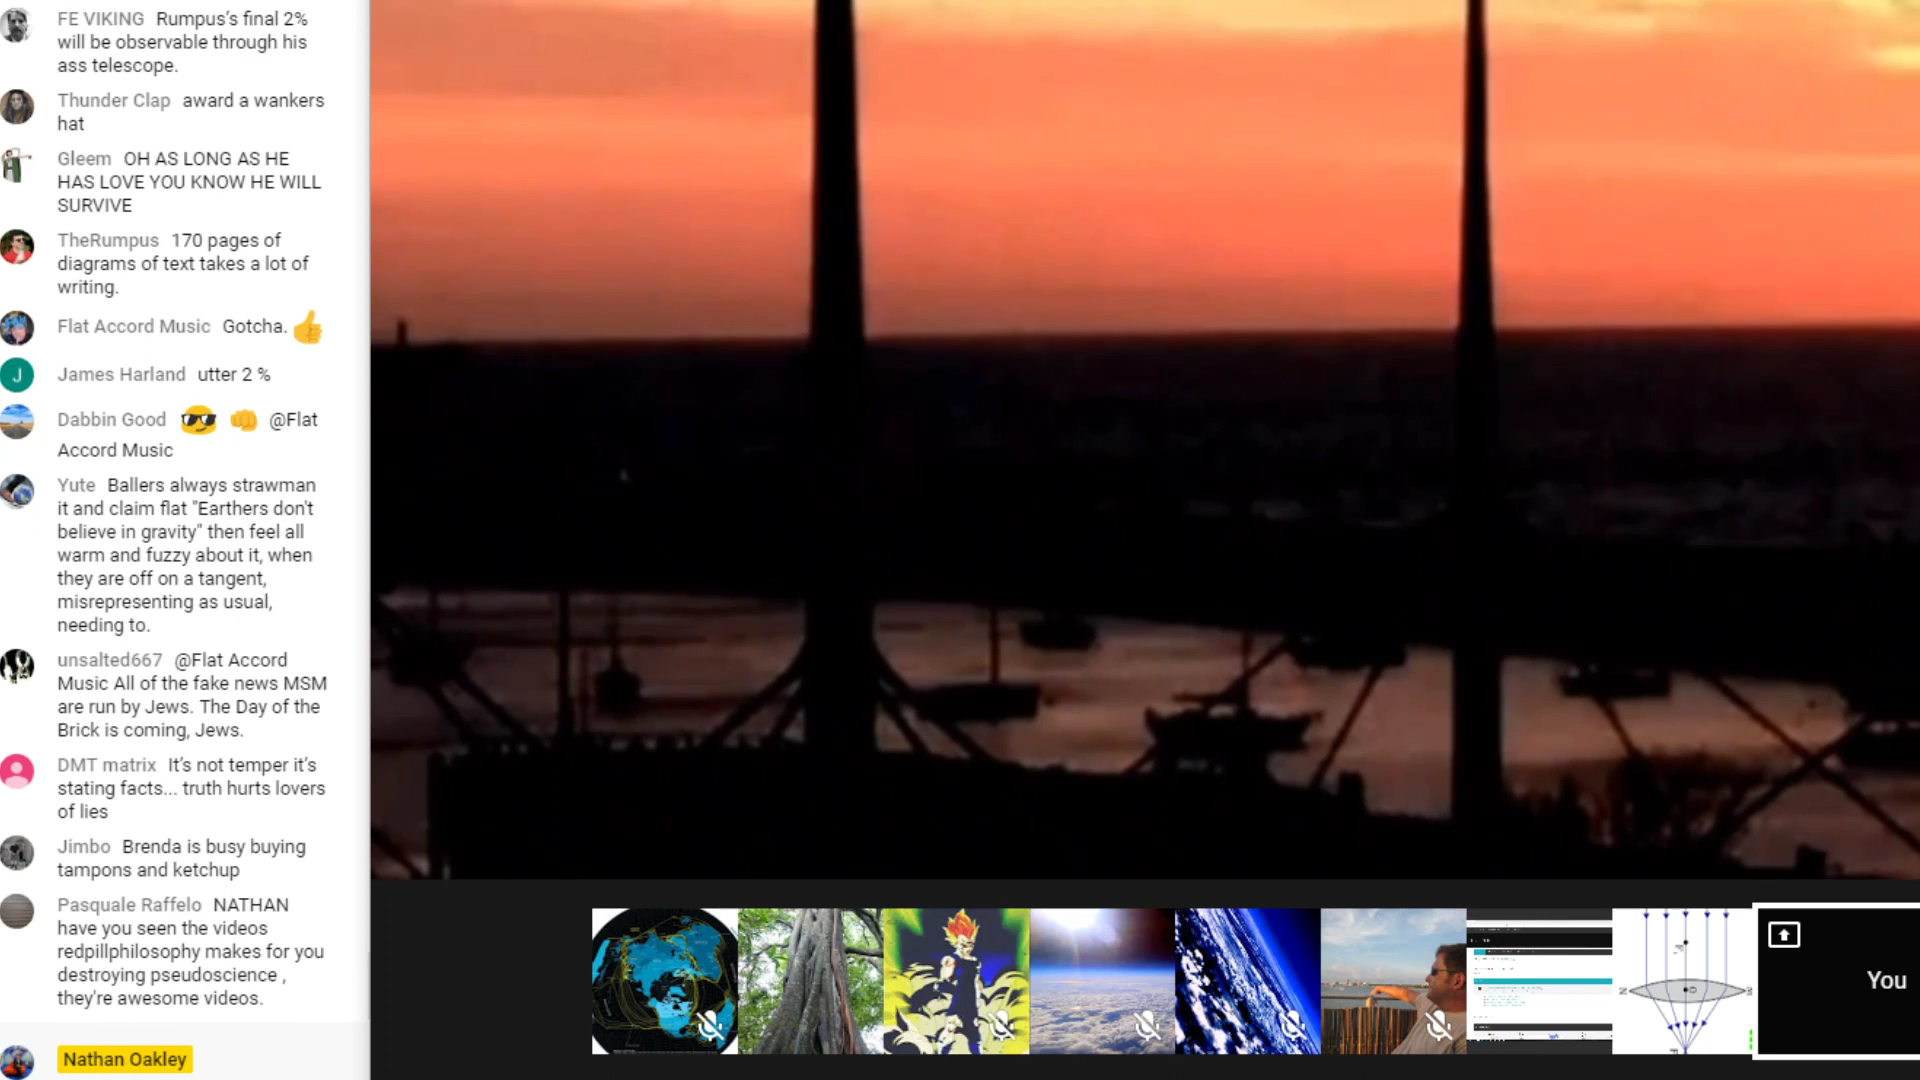 FE VIKING Rumpus's final 2%
will be observable through his
ass telescope.
Thunder Clap award a wankers
hat
Gleem OH AS LONG AS HE
HAS LOVE YOU KNOW HE WILL
SURVIVE
TheRumpus 170 pages of
diagrams of text takes a lot of
writing.
Flat Accord Music Gotcha. 👍
J James Harland utter 2 %
Dabbin Good 😎 👊 @Flat
Accord Music
Yute Ballers always strawman
it and claim flat "Earthers don't
believe in gravity" then feel all
warm and fuzzy about it, when
they are off on a tangent,
misrepresenting as usual,
needing to.
unsalted667 @Flat Accord
Music All of the fake news MSM
are run by Jews. The Day of the
Brick is coming, Jews.
DMT matrix It's not temper it's
stating facts... truth hurts lovers
of lies
Jimbo Brenda is busy buying
tampons and ketchup
Pasquale Raffelo NATHAN
have you seen the videos
redpillphilosophy makes for you
destroying pseudoscience ,
they're awesome videos.
Nathan Oakley
You